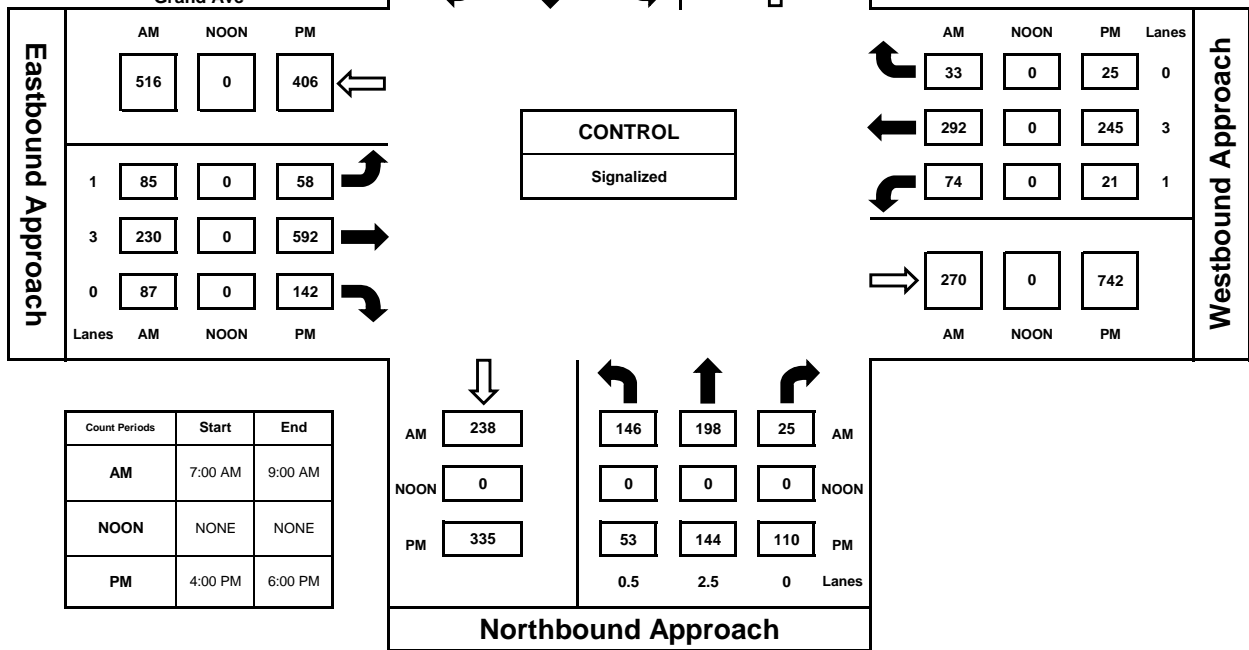 Grand Ave
Eastbound Approach
AM NOON PM
516 0 406
1 85 0 58
3 230 0 592
0 87 0 142
Lanes AM NOON PM
CONTROL
Signalized
AM NOON PM Lanes
33 0 25 0
292 0 245 3
74 0 21 1
270 0 742
AM NOON PM
Westbound Approach
Count Periods Start End
AM 7:00 AM 9:00 AM
NOON NONE NONE
PM 4:00 PM 6:00 PM
AM 238 146 198 25 AM
NOON 0 0 0 0 NOON
PM 335 53 144 110 PM
0.5 2.5 0 Lanes
Northbound Approach